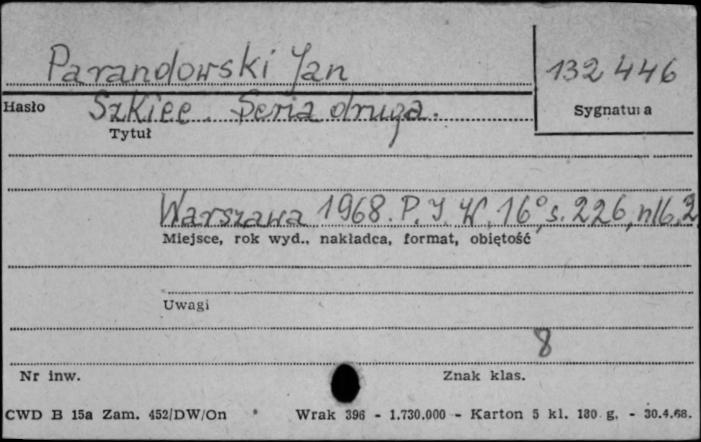 Parandowski Jan
132 446
Hasło
Szkice. Seria druga.
Sygnatura
Tytuł
Warszawa 1968. P. I. W, 16°, s. 226, nlb. 2
Miejsce, rok wyd., nakładca, format, objętość
Uwagi
8
Nr inw.
Znak klas.
CWD B 15a Zam. 452/DW/On Wrak 396 - 1.730.000 - Karton 5 kl. 180 g. - 30.4.68.